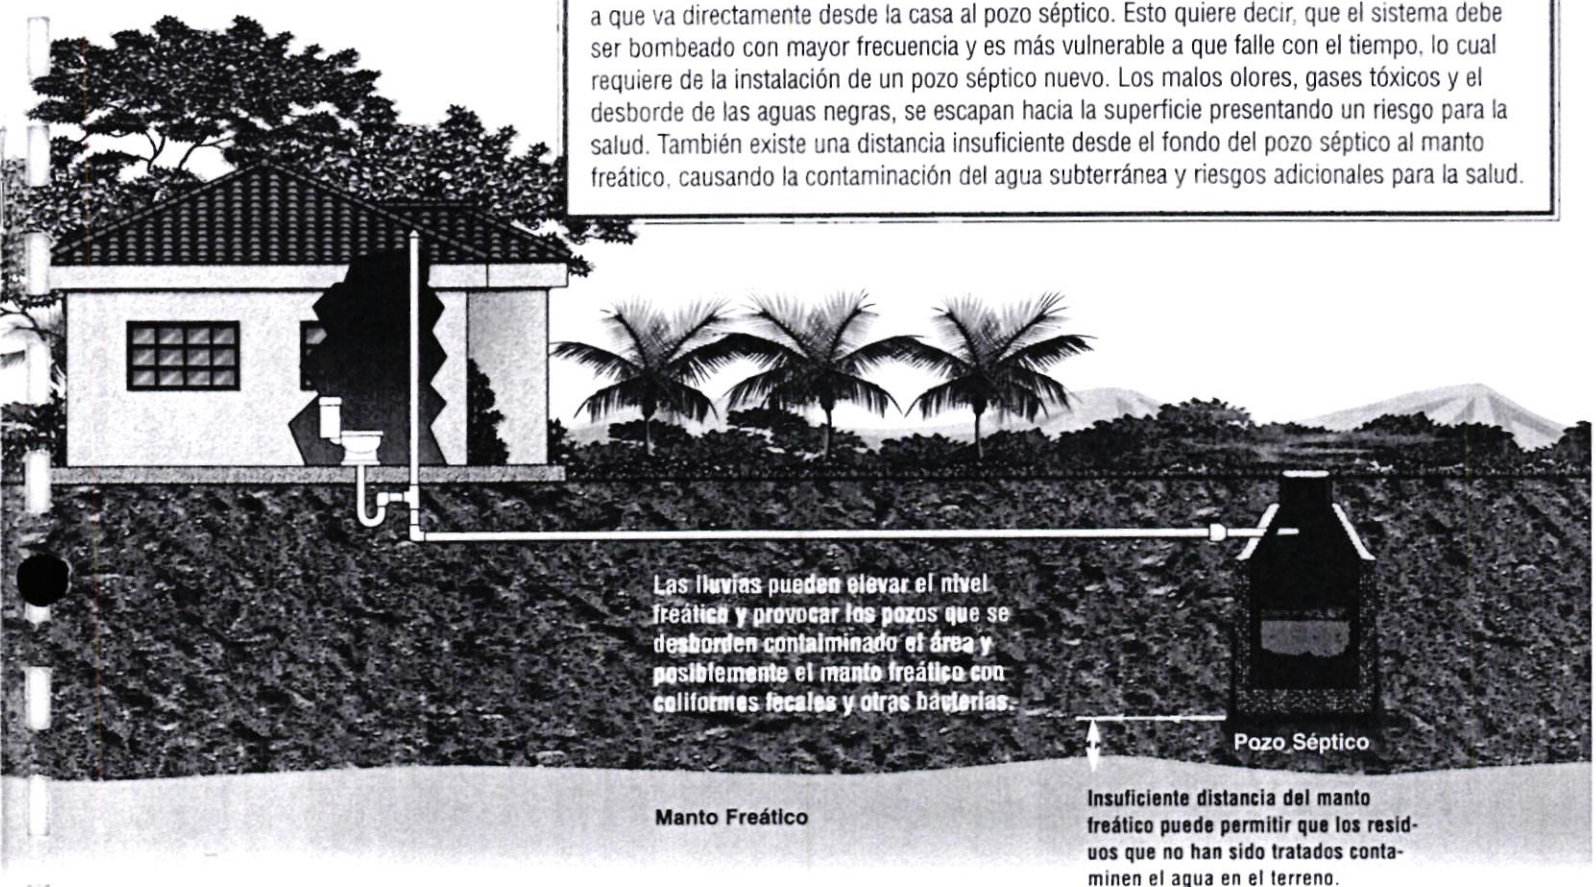 a que va directamente desde la casa al pozo séptico. Esto quiere decir, que el sistema debe
ser bombeado con mayor frecuencia y es más vulnerable a que falle con el tiempo, lo cual
requiere de la instalación de un pozo séptico nuevo. Los malos olores, gases tóxicos y el
desborde de las aguas negras, se escapan hacia la superficie presentando un riesgo para la
salud. También existe una distancia insuficiente desde el fondo del pozo séptico al manto
freático, causando la contaminación del agua subterránea y riesgos adicionales para la salud.
Las lluvias pueden elevar el nivel
freático y provocar los pozos que se
desborden contalminado el área y
posiblemente el manto freático con
coliformes fecales y otras bacterias.
Pozo Séptico
Manto Freático
Insuficiente distancia del manto
freático puede permitir que los resid-
uos que no han sido tratados conta-
minen el agua en el terreno.